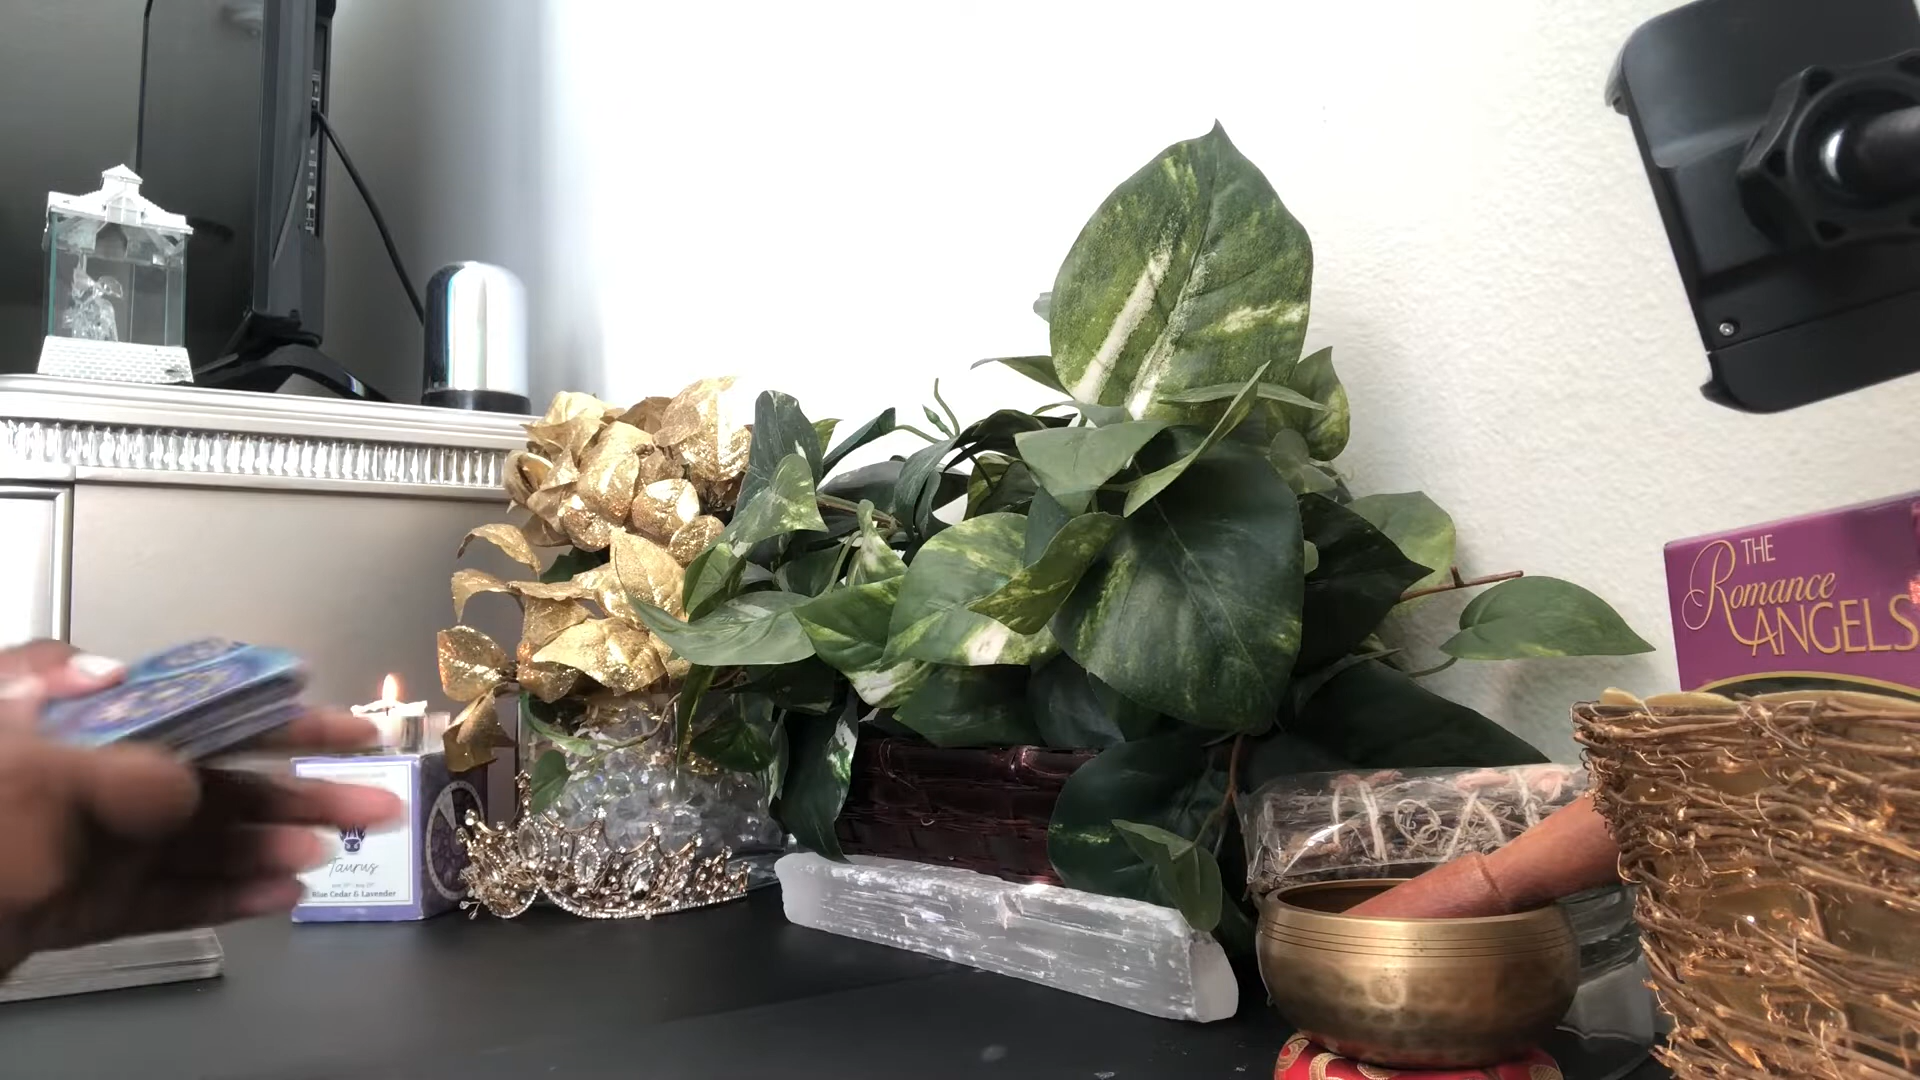 THE
Romance
ANGELS
Taurus
Blue Cedar & Lavender